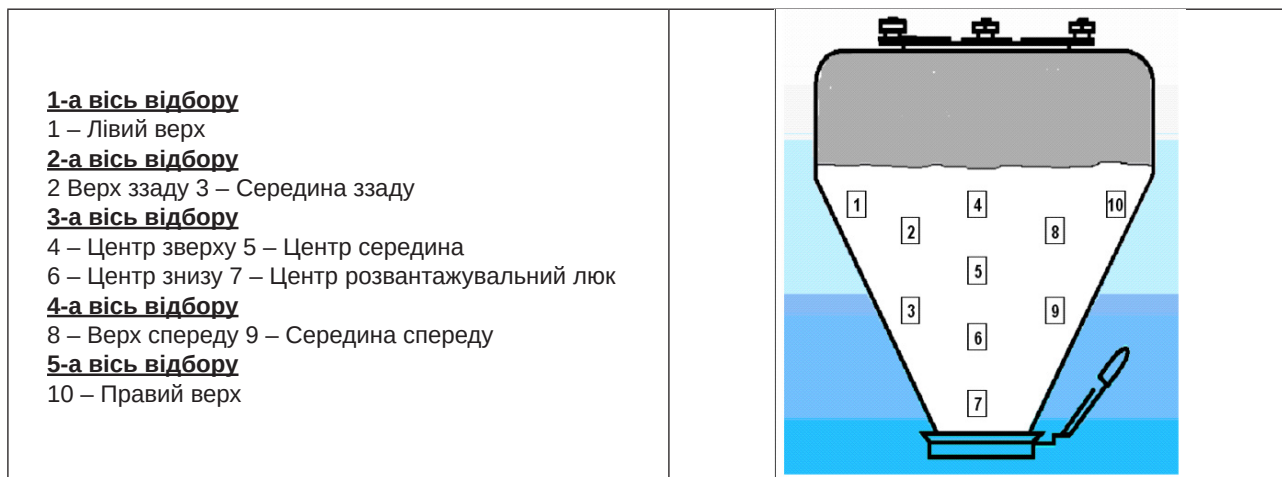 1-а вісь відбору
1 – Лівий верх
2-а вісь відбору
2 Верх ззаду 3 – Середина ззаду
3-а вісь відбору
4 – Центр зверху 5 – Центр середина
6 – Центр знизу 7 – Центр розвантажувальний люк
4-а вісь відбору
8 – Верх спереду 9 – Середина спереду
5-а вісь відбору
10 – Правий верх
1
4
10
2
8
5
3
9
6
7